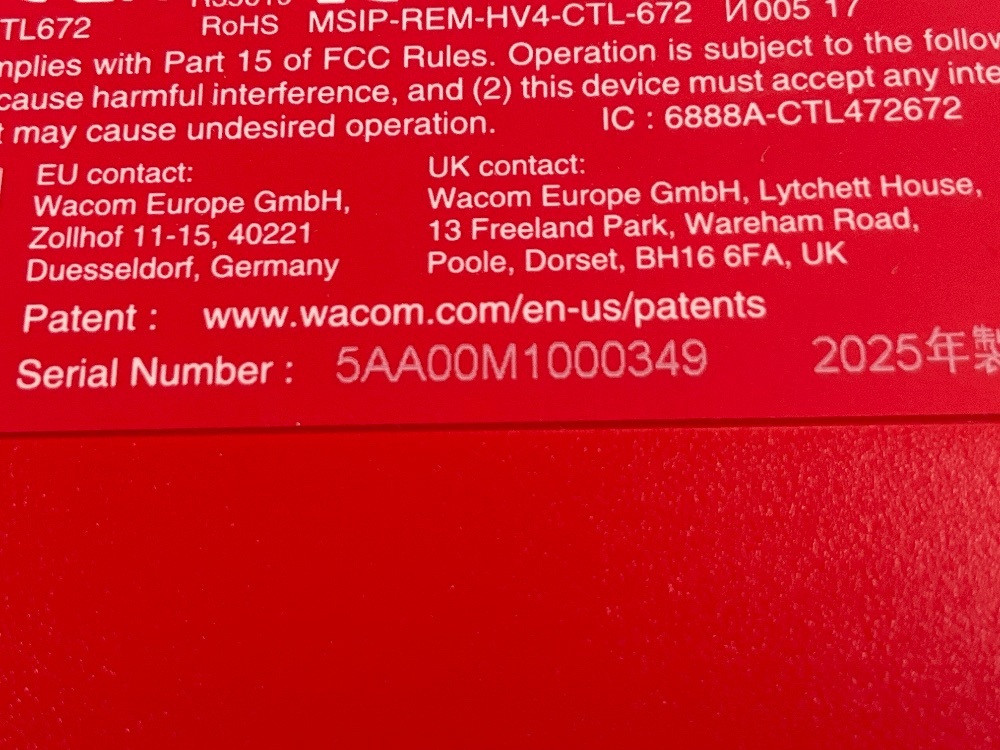 TL672 RoHS MSIP-REM-HV4-CTL-672 И005 17
mplies with Part 15 of FCC Rules. Operation is subject to the follow
cause harmful interference, and (2) this device must accept any inte
t may cause undesired operation. IC : 6888A-CTL472672
EU contact:
Wacom Europe GmbH,
Zollhof 11-15, 40221
Duesseldorf, Germany
UK contact:
Wacom Europe GmbH, Lytchett House,
13 Freeland Park, Wareham Road,
Poole, Dorset, BH16 6FA, UK
Patent : www.wacom.com/en-us/patents
Serial Number : 5AA00M1000349 2025年製